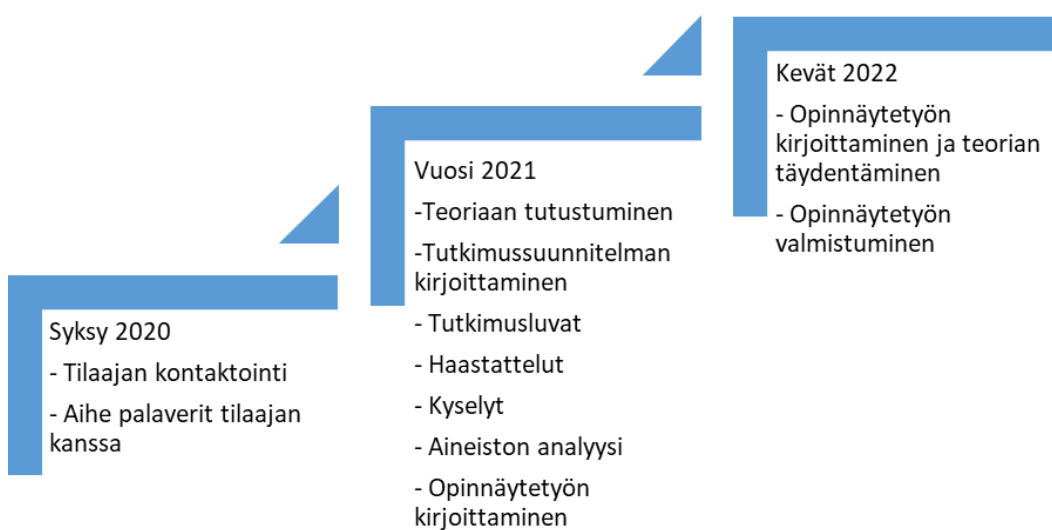 Syksy 2020
- Tilaajan kontaktointi
- Aihe palaverit tilaajan
kanssa
Vuosi 2021
-Teoriaan tutustuminen
-Tutkimussuunnitelman
kirjoittaminen
- Tutkimusluvat
- Haastattelut
- Kyselyt
- Aineiston analyysi
- Opinnäytetyön
kirjoittaminen
Kevät 2022
- Opinnäytetyön
kirjoittaminen ja teorian
täydentäminen
- Opinnäytetyön
valmistuminen